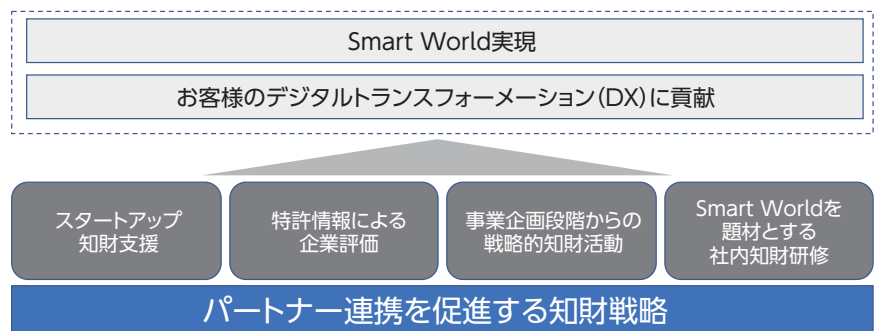 Smart World実現
お客様のデジタルトランスフォーメーション(DX)に貢献
スタートアップ
知財支援
特許情報による
企業評価
事業企画段階からの
戦略的知財活動
Smart Worldを
題材とする
社内知財研修
パートナー連携を促進する知財戦略